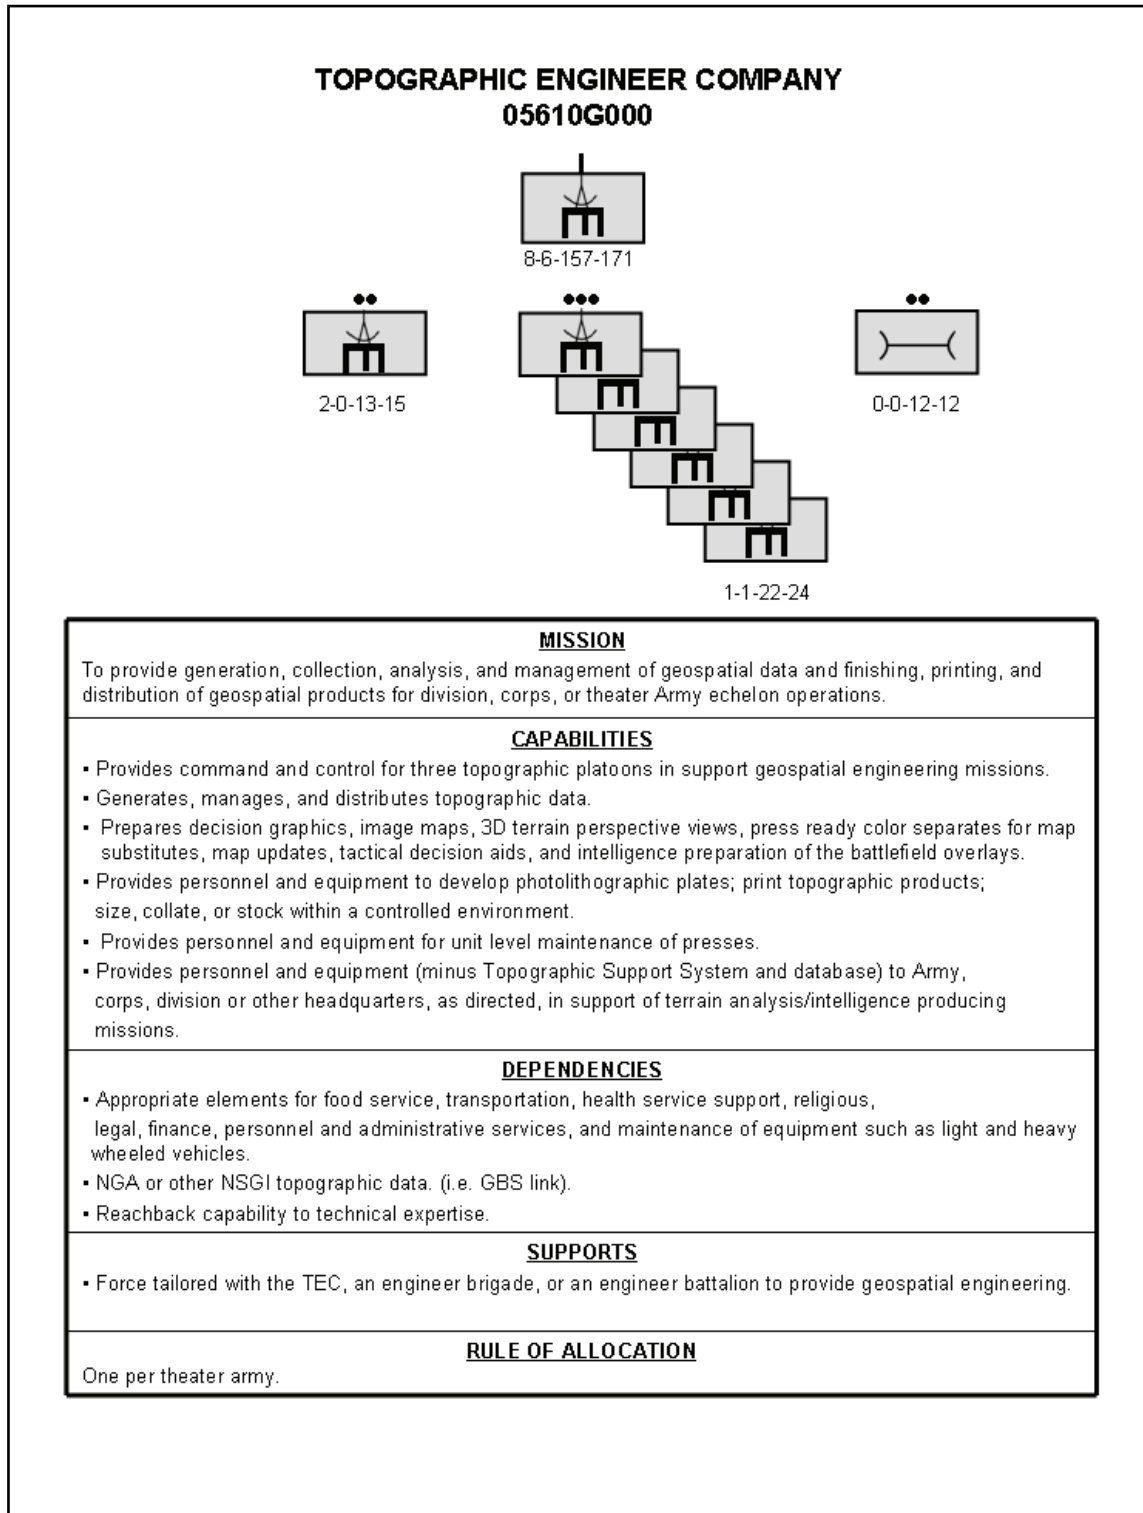 TOPOGRAPHIC ENGINEER COMPANY
05610G000
8-6-157-171
2-0-13-15
0-0-12-12
1-1-22-24
MISSION
To provide generation, collection, analysis, and management of geospatial data and finishing, printing, and
distribution of geospatial products for division, corps, or theater Army echelon operations.
CAPABILITIES
▪ Provides command and control for three topographic platoons in support geospatial engineering missions.
▪ Generates, manages, and distributes topographic data.
▪ Prepares decision graphics, image maps, 3D terrain perspective views, press ready color separates for map
substitutes, map updates, tactical decision aids, and intelligence preparation of the battlefield overlays.
▪ Provides personnel and equipment to develop photolithographic plates; print topographic products;
size, collate, or stock within a controlled environment.
▪ Provides personnel and equipment for unit level maintenance of presses.
▪ Provides personnel and equipment (minus Topographic Support System and database) to Army,
corps, division or other headquarters, as directed, in support of terrain analysis/intelligence producing
missions.
DEPENDENCIES
▪ Appropriate elements for food service, transportation, health service support, religious,
legal, finance, personnel and administrative services, and maintenance of equipment such as light and heavy
wheeled vehicles.
▪ NGA or other NSGI topographic data. (i.e. GBS link).
▪ Reachback capability to technical expertise.
SUPPORTS
▪ Force tailored with the TEC, an engineer brigade, or an engineer battalion to provide geospatial engineering.
RULE OF ALLOCATION
One per theater army.